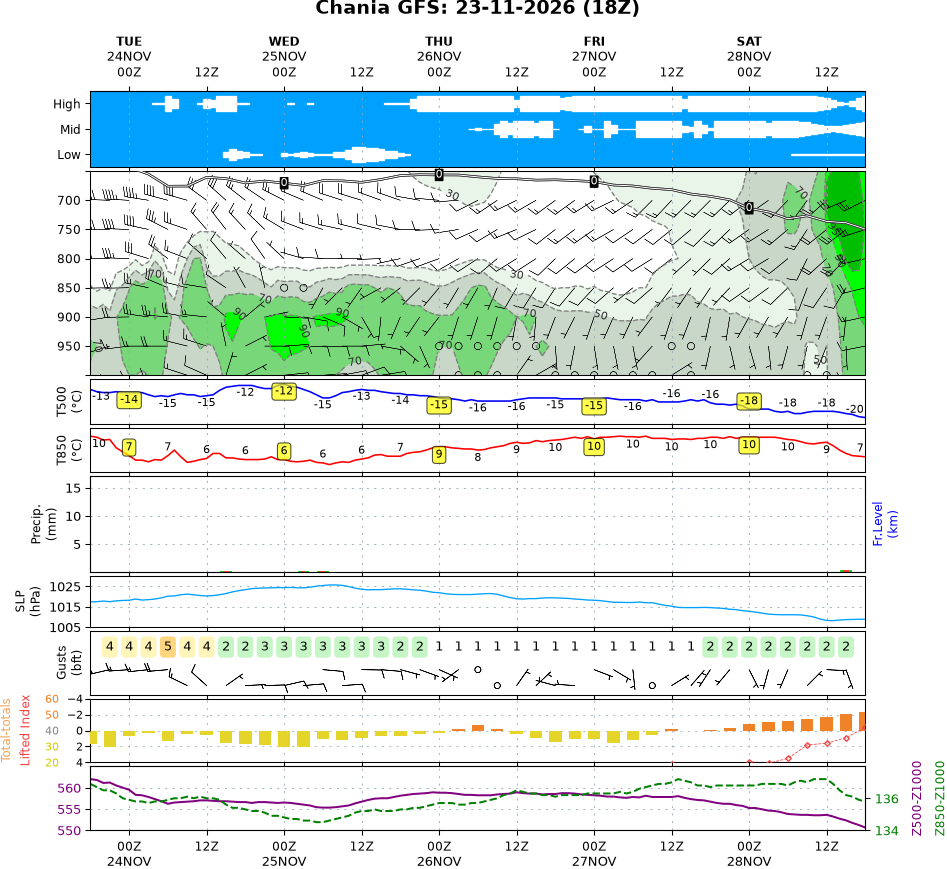 Chania GFS: 23-11-2026 (18Z)
TUE WED THU FRI SAT
24NOV 25NOV 26NOV 27NOV 28NOV
00Z 12Z 00Z 12Z 00Z 12Z 00Z 12Z 00Z 12Z
High
Mid
Low
0 0 0 0
30 70
700
750
800
70 30 70
850
70 90 90 70 50
900
90
950
70 70 50
T500
(°C)
-13 -14 -15 -15 -12 -12 -15 -13 -14 -15 -16 -16 -15 -15 -16 -16 -16 -18 -18 -18 -20
T850
(°C)
10 7 7 6 6 6 6 6 7 9 8 9 10 10 10 10 10 10 10 9 7
Precip.
(mm)
15
10
5
Fr.Level
(km)
SLP
(hPa)
1025
1015
1005
Gusts
(bft)
4 4 4 5 4 4 2 2 3 3 3 3 3 3 3 2 2 1 1 1 1 1 1 1 1 1 1 1 1 1 1 2 2 2 2 2 2 2 2
Total-totals
Lifted Index
60 −4
50 −2
40 0
30 2
20 4
560
555
550
136
134
Z500-Z1000
Z850-Z1000
00Z 12Z 00Z 12Z 00Z 12Z 00Z 12Z 00Z 12Z
24NOV 25NOV 26NOV 27NOV 28NOV